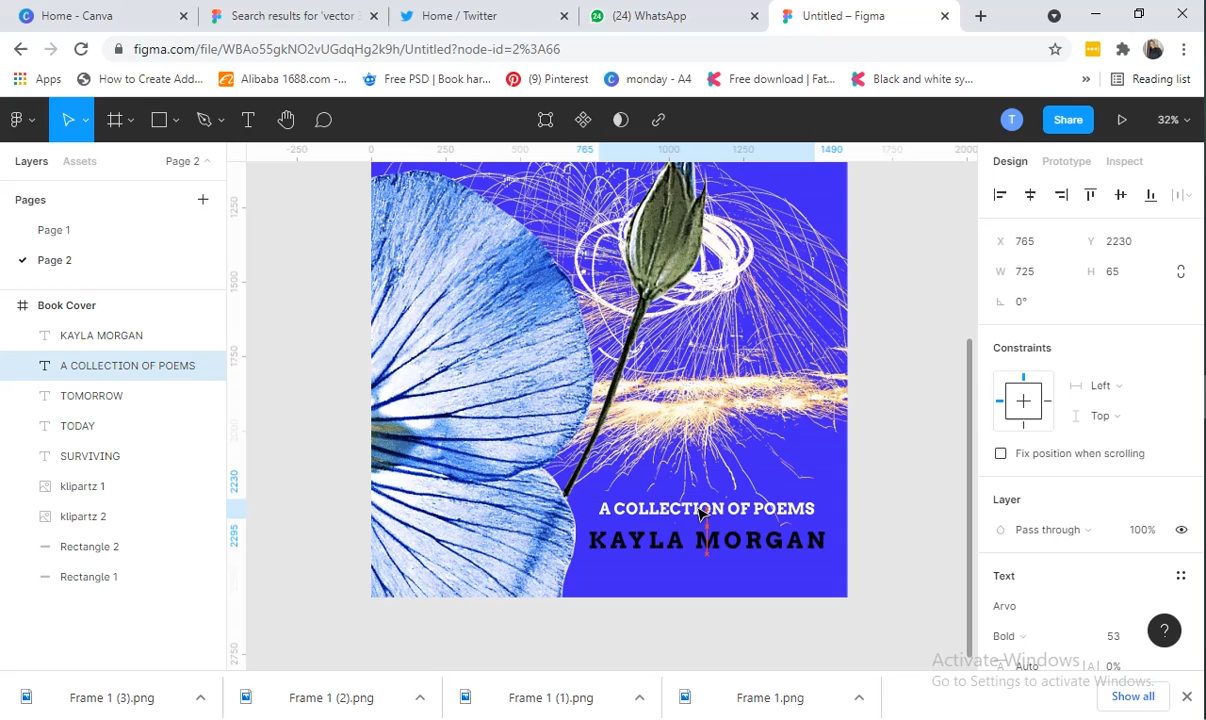 Home - Canva
Search results for 'vector
Home / Twitter
(24) WhatsApp
Untitled – Figma
figma.com/file/WBAo55gkNO2vUGdqHg2k9h/Untitled?node-id=2%3A66
Apps
How to Create Add...
Alibaba 1688.com -...
Free PSD | Book har...
(9) Pinterest
monday - A4
Free download | Fat...
Black and white sy...
»
Reading list
T
Share
32%
Layers
Assets
Page 2
-250
0
250
500
765
1000
1250
1490
1750
2000
Design
Prototype
Inspect
Pages
Page 1
Page 2
Book Cover
KAYLA MORGAN
A COLLECTION OF POEMS
TOMORROW
TODAY
SURVIVING
klipartz 1
klipartz 2
Rectangle 2
Rectangle 1
1250
1500
1750
2000
2230
2295
2750
A COLLECTION OF POEMS
KAYLA MORGAN
X 765
Y 2230
W 725
H 65
0°
Constraints
Left
Top
Fix position when scrolling
Layer
Pass through
100%
Text
Arvo
Bold
53
Auto
|A| 0%
?
Activate Windows
Go to Settings to activate Windows.
Frame 1 (3).png
Frame 1 (2).png
Frame 1 (1).png
Frame 1.png
Show all